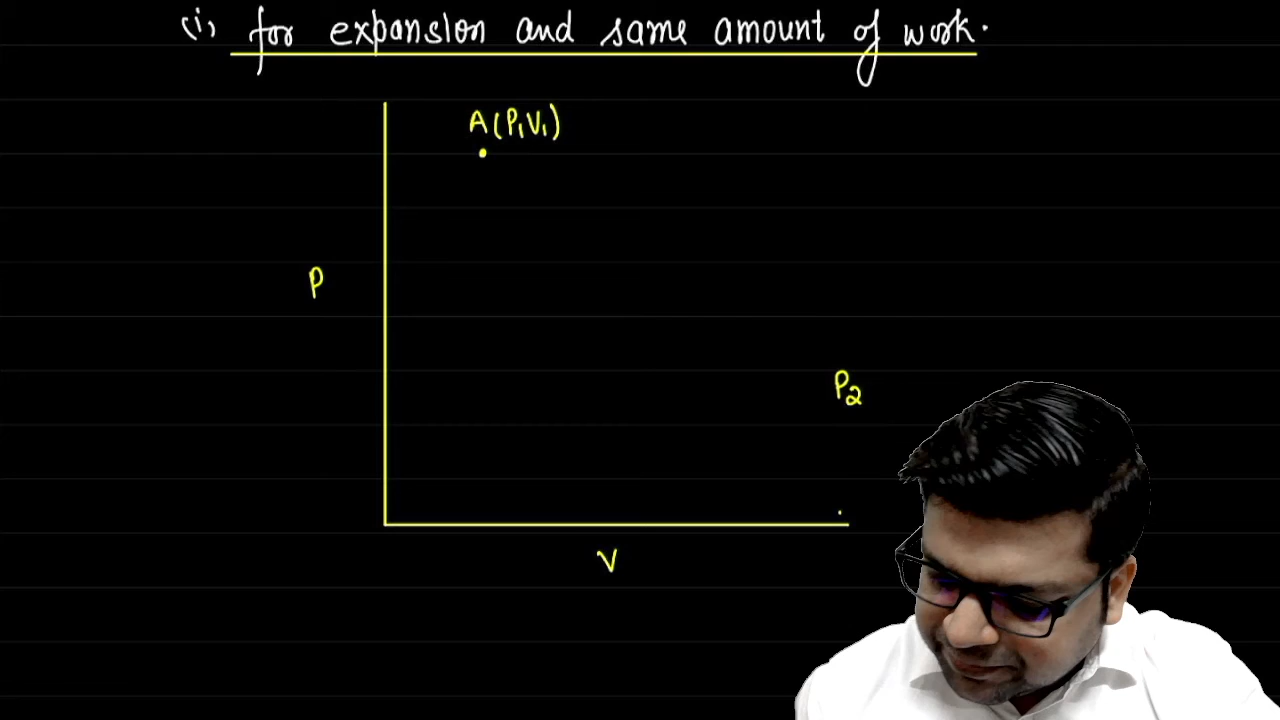 (i) for expansion and same amount of work.
A(P₁V₁)
P
P₂
V